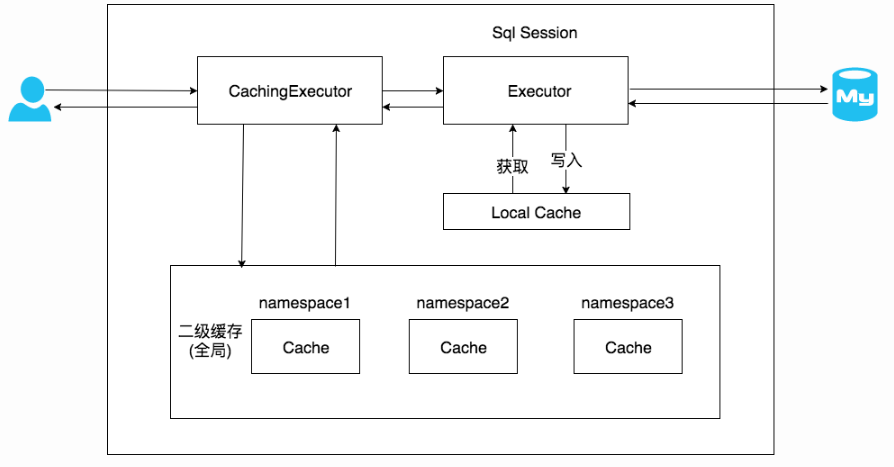 Sql Session
CachingExecutor
Executor
My
获取
写入
Local Cache
namespace1
namespace2
namespace3
二级缓存
(全局)
Cache
Cache
Cache